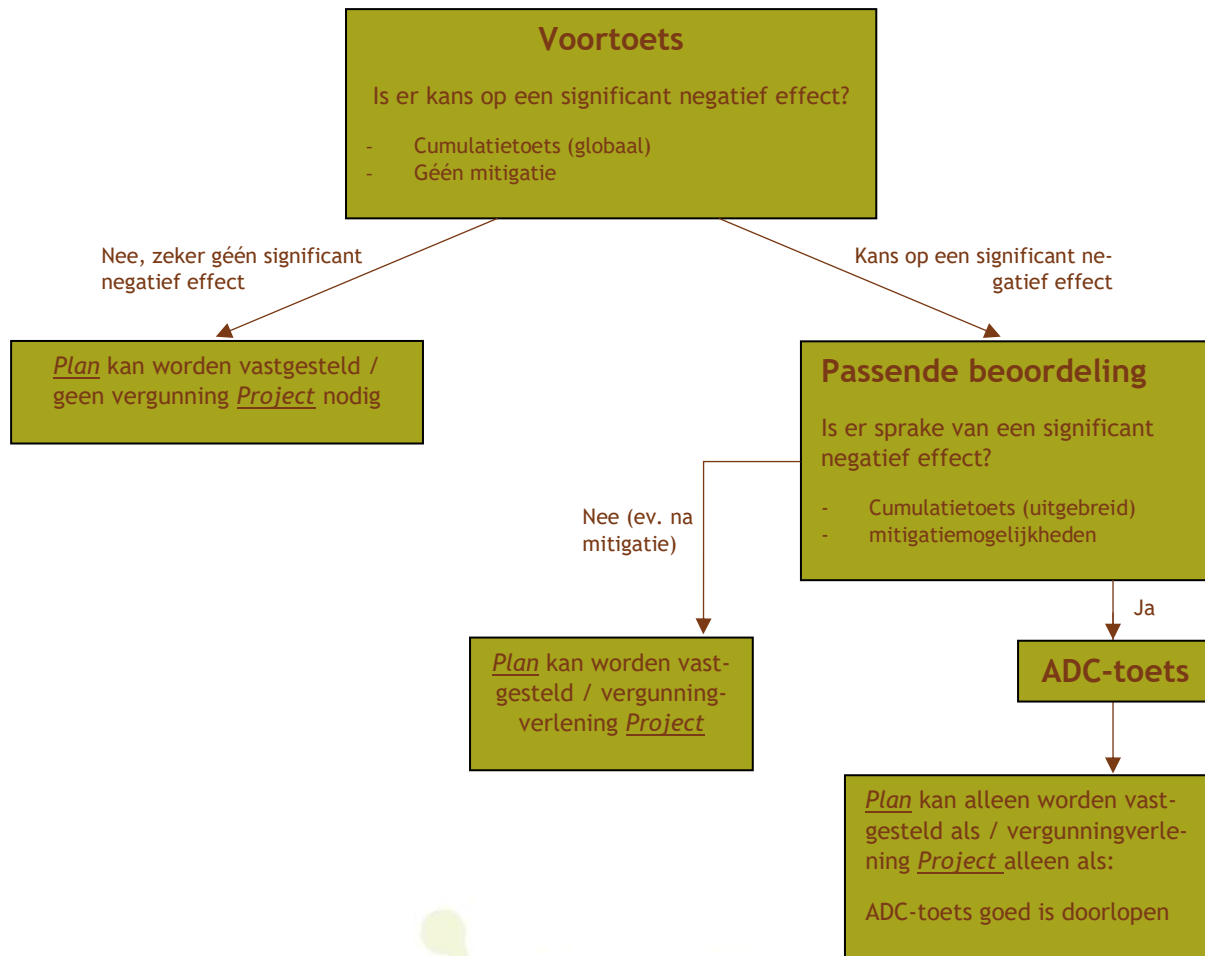 Voortoets
Is er kans op een significant negatief effect?
- Cumulatietoets (globaal)
- Géén mitigatie
Nee, zeker géén significant
negatief effect
Kans op een significant ne-
gatief effect
Plan kan worden vastgesteld /
geen vergunning Project nodig
Passende beoordeling
Is er sprake van een significant
negatief effect?
- Cumulatietoets (uitgebreid)
- mitigatiemogelijkheden
Nee (ev. na
mitigatie)
Ja
Plan kan worden vast-
gesteld / vergunning-
verlening Project
ADC-toets
Plan kan alleen worden vast-
gesteld als / vergunningverle-
ning Project alleen als:
ADC-toets goed is doorlopen